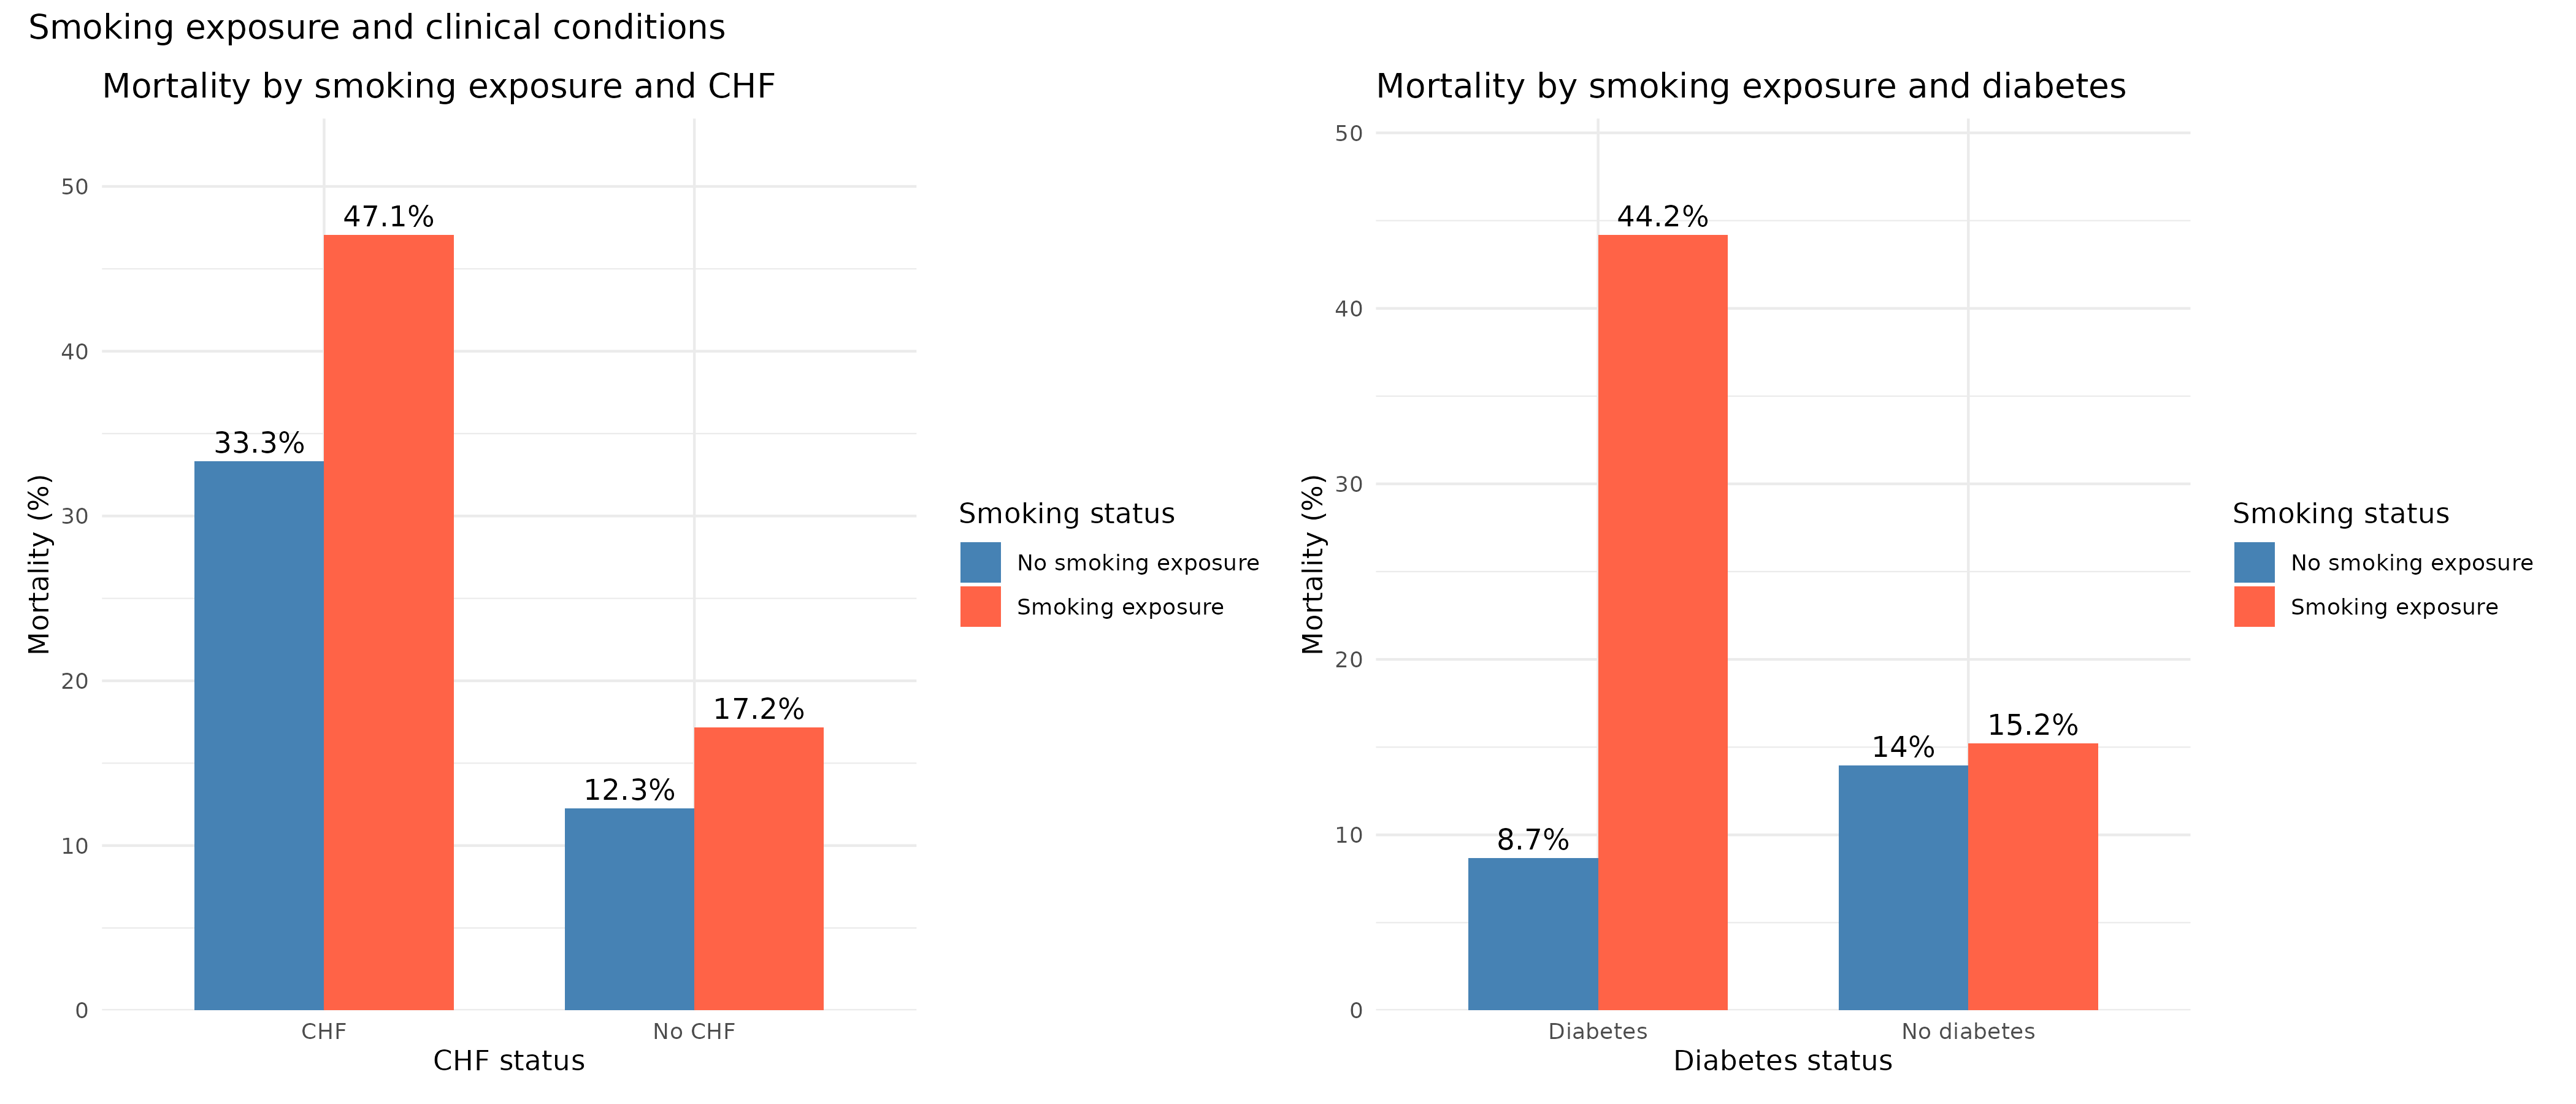 Smoking exposure and clinical conditions
Mortality by smoking exposure and CHF
Mortality (%)
50
40
30
20
10
0
47.1%
33.3%
17.2%
12.3%
CHF
No CHF
CHF status
Smoking status
No smoking exposure
Smoking exposure
Mortality by smoking exposure and diabetes
Mortality (%)
50
40
30
20
10
0
44.2%
8.7%
14%
15.2%
Diabetes
No diabetes
Diabetes status
Smoking status
No smoking exposure
Smoking exposure